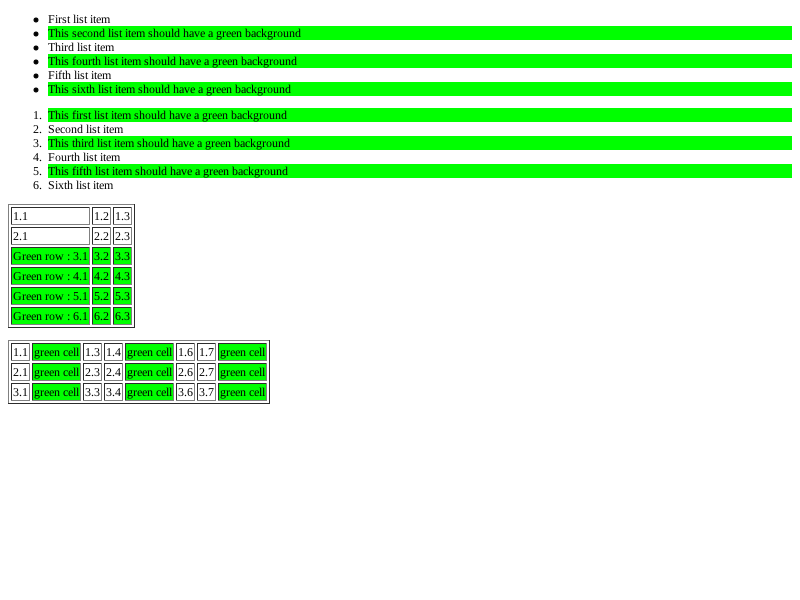 • First list item
• This second list item should have a green background
• Third list item
• This fourth list item should have a green background
• Fifth list item
• This sixth list item should have a green background
1. This first list item should have a green background
2. Second list item
3. This third list item should have a green background
4. Fourth list item
5. This fifth list item should have a green background
6. Sixth list item
1.1 1.2 1.3
2.1 2.2 2.3
Green row : 3.1 3.2 3.3
Green row : 4.1 4.2 4.3
Green row : 5.1 5.2 5.3
Green row : 6.1 6.2 6.3
1.1 green cell 1.3 1.4 green cell 1.6 1.7 green cell
2.1 green cell 2.3 2.4 green cell 2.6 2.7 green cell
3.1 green cell 3.3 3.4 green cell 3.6 3.7 green cell